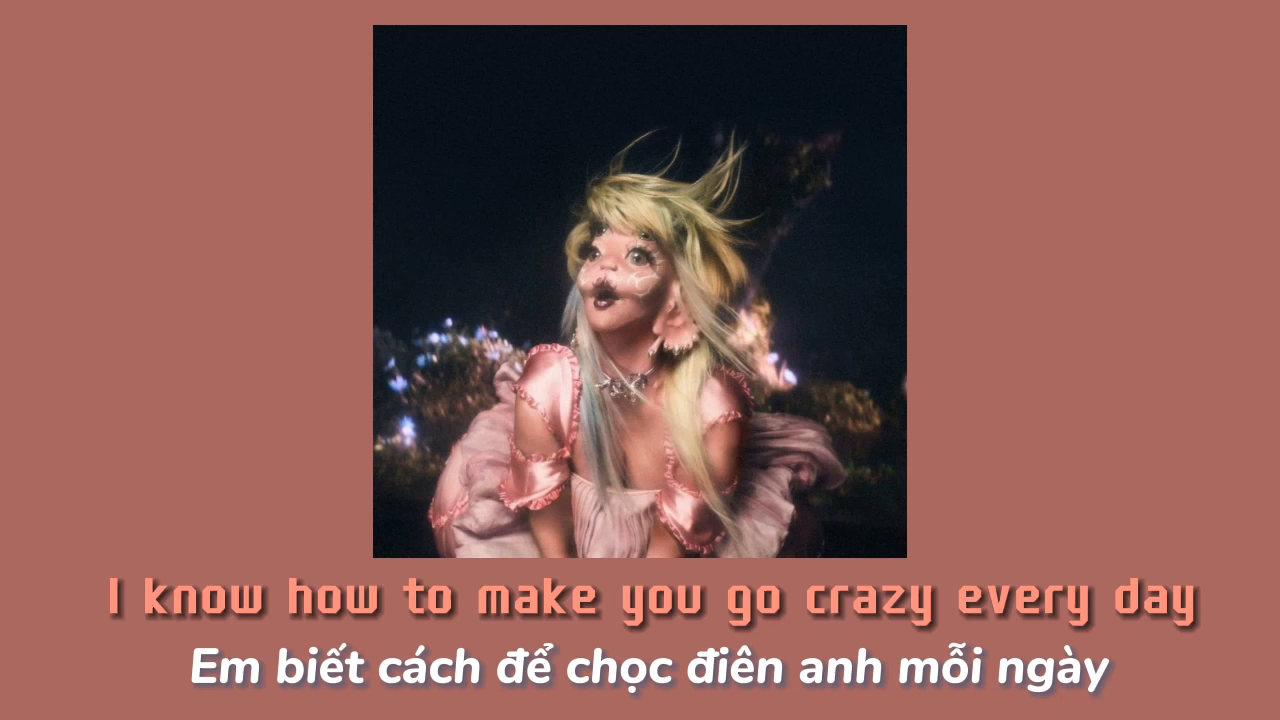 I know how to make you go crazy every day
Em biết cách để chọc điên anh mỗi ngày